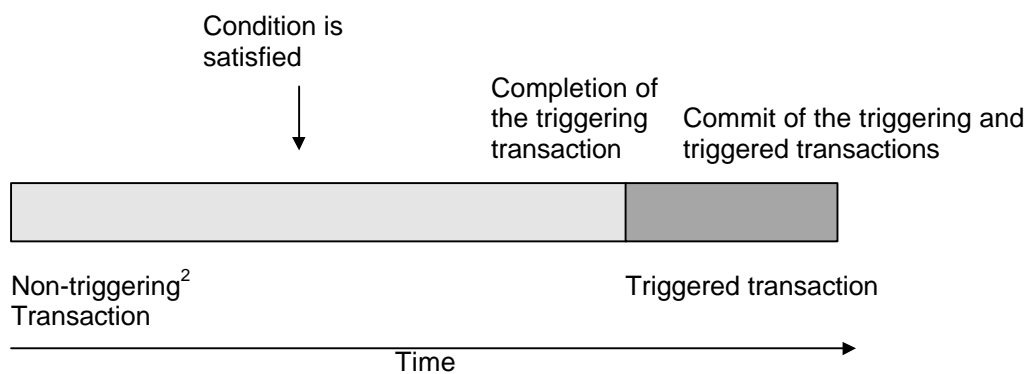 Condition is
satisfied
Completion of
the triggering
transaction
Commit of the triggering and
triggered transactions
Non-triggering²
Transaction
Triggered transaction
Time